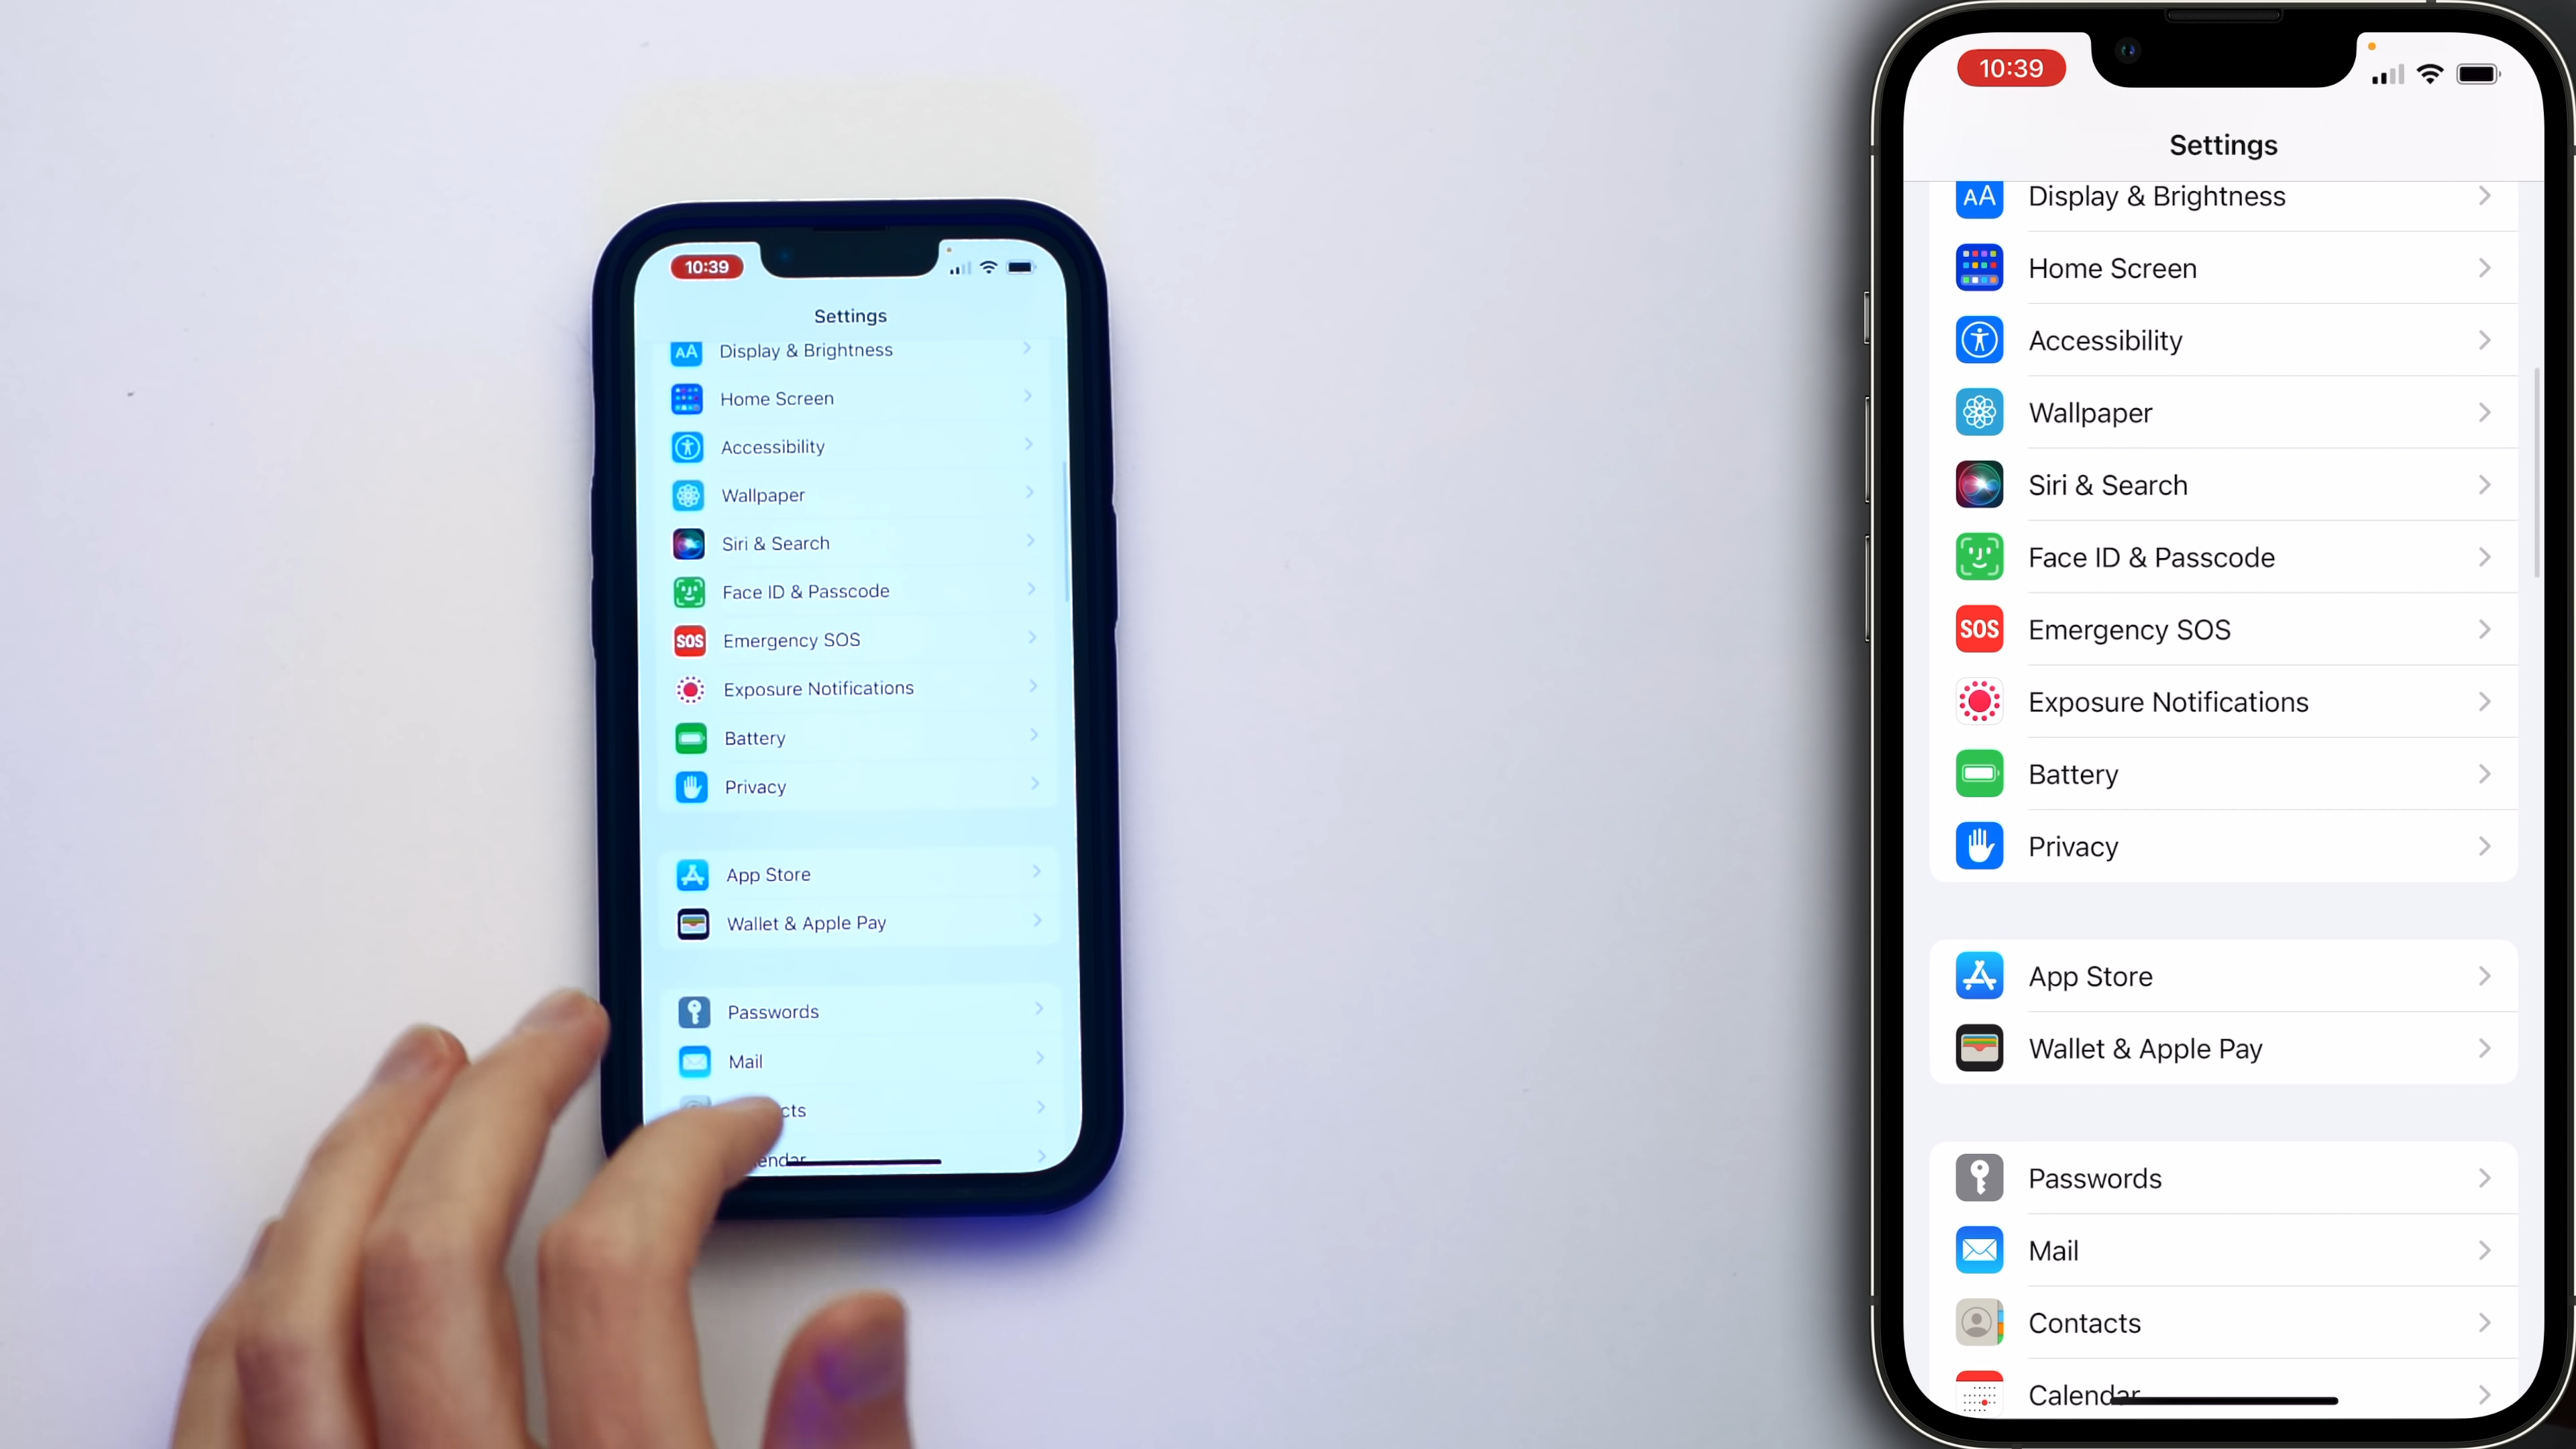 10:39
Settings
AA Display & Brightness
Home Screen
Accessibility
Wallpaper
Siri & Search
Face ID & Passcode
SOS Emergency SOS
Exposure Notifications
Battery
Privacy
App Store
Wallet & Apple Pay
Passwords
Mail
cts
endar
10:39
Settings
AA Display & Brightness
Home Screen
Accessibility
Wallpaper
Siri & Search
Face ID & Passcode
SOS Emergency SOS
Exposure Notifications
Battery
Privacy
App Store
Wallet & Apple Pay
Passwords
Mail
Contacts
Calendar